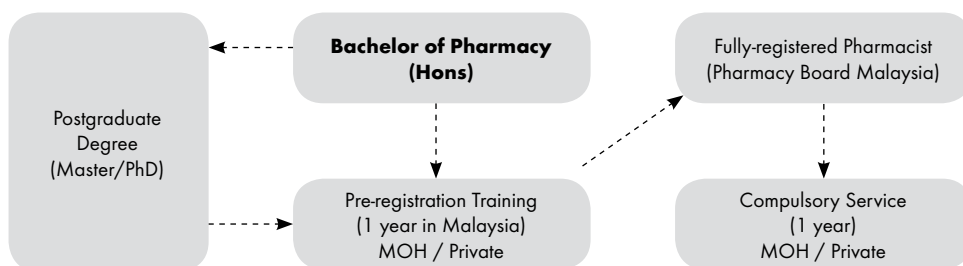 Bachelor of Pharmacy
(Hons)
Fully-registered Pharmacist
(Pharmacy Board Malaysia)
Postgraduate
Degree
(Master/PhD)
Pre-registration Training
(1 year in Malaysia)
MOH / Private
Compulsory Service
(1 year)
MOH / Private